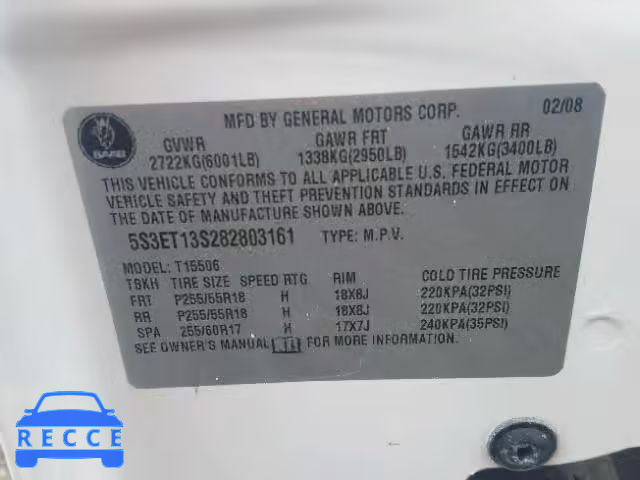 MFD BY GENERAL MOTORS CORP. 02/08
SAAB
GVWR GAWR FRT GAWR RR
2722KG(6001LB) 1338KG(2950LB) 1542KG(3400LB)
THIS VEHICLE CONFORMS TO ALL APPLICABLE U.S. FEDERAL MOTOR
VEHICLE SAFETY AND THEFT PREVENTION STANDARDS IN EFFECT ON
THE DATE OF MANUFACTURE SHOWN ABOVE.
5S3ET13S282803161 TYPE: M.P.V.
MODEL: T15506
TBKH TIRE SIZE SPEED RTG RIM COLD TIRE PRESSURE
FRT P255/55R18 H 18X8J 220KPA(32PSI)
RR P255/55R18 H 18X8J 220KPA(32PSI)
SPA 255/60R17 H 17X7J 240KPA(35PSI)
SEE OWNER'S MANUAL FOR MORE INFORMATION.
RECCE